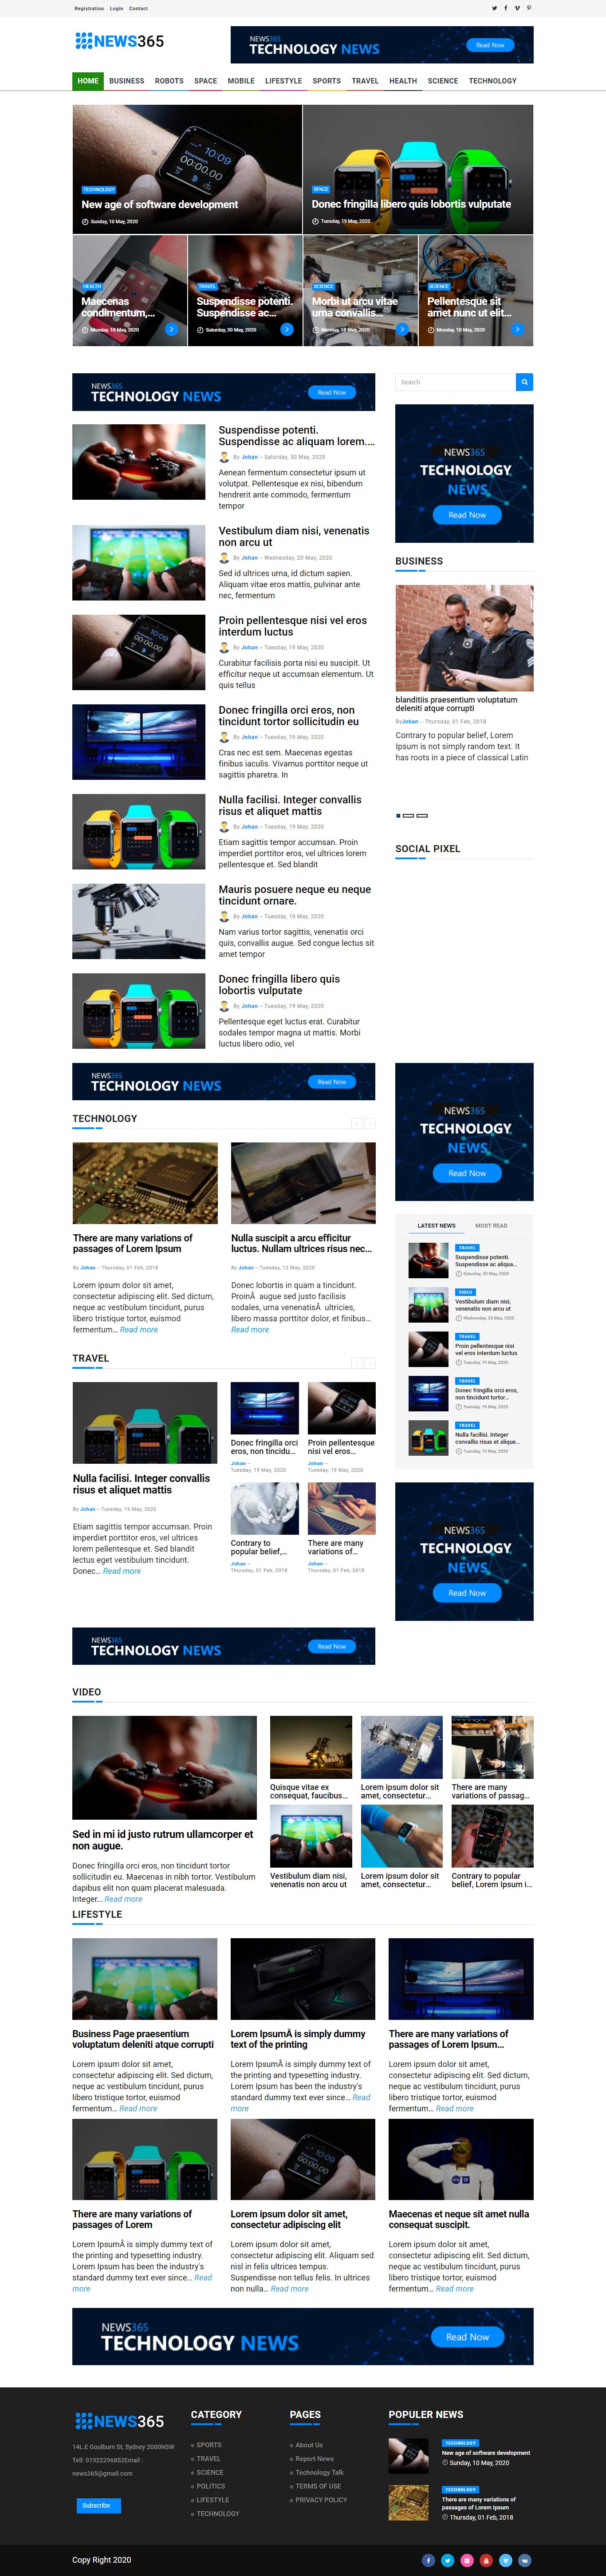 Registration Login Contact
NEWS365
NEWS365
TECHNOLOGY NEWS
Read Now
HOME BUSINESS ROBOTS SPACE MOBILE LIFESTYLE SPORTS TRAVEL HEALTH SCIENCE TECHNOLOGY
TECHNOLOGY
New age of software development
Sunday, 10 May, 2020
SPACE
Donec fringilla libero quis lobortis vulputate
Tuesday, 19 May, 2020
HEALTH
Maecenas
condimentum,...
Monday, 18 May, 2020
TRAVEL
Suspendisse potenti.
Suspendisse ac...
Saturday, 30 May, 2020
SCIENCE
Morbi ut arcu vitae
urna convallis...
Monday, 18 May, 2020
SCIENCE
Pellentesque sit
amet nunc ut elit...
Monday, 18 May, 2020
NEWS365
TECHNOLOGY NEWS
Read Now
Suspendisse potenti.
Suspendisse ac aliquam lorem....
By Johan -- Saturday, 30 May, 2020
Aenean fermentum consectetur ipsum ut
volutpat. Pellentesque ex nisi, bibendum
hendrerit ante commodo, fermentum
tempor
Vestibulum diam nisi, venenatis
non arcu ut
By Johan -- Wednesday, 20 May, 2020
Sed id ultrices urna, id dictum sapien.
Aliquam vitae eros mattis, pulvinar ante
nec, fermentum
Proin pellentesque nisi vel eros
interdum luctus
By Johan -- Tuesday, 19 May, 2020
Curabitur facilisis porta nisi eu suscipit. Ut
efficitur neque ut accumsan elementum. Ut
quis tellus
Donec fringilla orci eros, non
tincidunt tortor sollicitudin eu
By Johan -- Tuesday, 19 May, 2020
Cras nec est sem. Maecenas egestas
finibus iaculis. Vivamus porttitor neque ut
sagittis pharetra. In
Nulla facilisi. Integer convallis
risus et aliquet mattis
By Johan -- Tuesday, 19 May, 2020
Etiam sagittis tempor accumsan. Proin
imperdiet porttitor eros, vel ultrices lorem
pellentesque et. Sed blandit
Mauris posuere neque eu neque
tincidunt ornare.
By Johan -- Tuesday, 19 May, 2020
Nam varius tortor sagittis, venenatis orci
quis, convallis augue. Sed congue lectus sit
amet tempor
Donec fringilla libero quis
lobortis vulputate
By Johan -- Tuesday, 19 May, 2020
Pellentesque eget luctus erat. Curabitur
sodales tempor magna ut mattis. Morbi
luctus libero odio, vel
Search
NEWS365
TECHNOLOGY
NEWS
Read Now
BUSINESS
blanditiis praesentium voluptatum
deleniti atque corrupti
ByJohan -- Thursday, 01 Feb, 2018
Contrary to popular belief, Lorem
Ipsum is not simply random text. It
has roots in a piece of classical Latin
SOCIAL PIXEL
NEWS365
TECHNOLOGY NEWS
Read Now
TECHNOLOGY
There are many variations of
passages of Lorem Ipsum
By Johan -- Thursday, 01 Feb, 2018
Lorem ipsum dolor sit amet,
consectetur adipiscing elit. Sed dictum,
neque ac vestibulum tincidunt, purus
libero tristique tortor, euismod
fermentum... Read more
Nulla suscipit a arcu efficitur
luctus. Nullam ultrices risus nec...
By Johan -- Tuesday, 12 May, 2020
Donec lobortis in quam a tincidunt.
ProinÂ  augue sed justo facilisis
sodales, urna venenatisÂ  ultricies,
libero massa porttitor dolor, et finibus...
Read more
NEWS365
TECHNOLOGY
NEWS
Read Now
LATEST NEWS MOST READ
TRAVEL
Suspendisse potenti.
Suspendisse ac aliqua...
Saturday, 30 May, 2020
VIDEO
Vestibulum diam nisi,
venenatis non arcu ut
Wednesday, 20 May, 2020
TRAVEL
Proin pellentesque nisi
vel eros interdum luctus
Tuesday, 19 May, 2020
TRAVEL
Donec fringilla orci eros,
non tincidunt tortor...
Tuesday, 19 May, 2020
TRAVEL
Nulla facilisi. Integer
convallis risus et alique...
Tuesday, 19 May, 2020
TRAVEL
Nulla facilisi. Integer convallis
risus et aliquet mattis
By Johan -- Tuesday, 19 May, 2020
Etiam sagittis tempor accumsan. Proin
imperdiet porttitor eros, vel ultrices
lorem pellentesque et. Sed blandit
lectus eget vestibulum tincidunt.
Donec... Read more
Donec fringilla orci
eros, non tincidu...
Johan --
Tuesday, 19 May, 2020
Proin pellentesque
nisi vel eros...
Johan --
Tuesday, 19 May, 2020
Contrary to
popular belief,...
Johan --
Thursday, 01 Feb, 2018
There are many
variations of...
Johan --
Thursday, 01 Feb, 2018
NEWS365
TECHNOLOGY
NEWS
Read Now
NEWS365
TECHNOLOGY NEWS
Read Now
VIDEO
Sed in mi id justo rutrum ullamcorper et
non augue.
Donec fringilla orci eros, non tincidunt tortor
sollicitudin eu. Maecenas in nibh tortor. Vestibulum
dapibus elit non quam placerat malesuada.
Integer... Read more
Quisque vitae ex
consequat, faucibus...
Lorem ipsum dolor sit
amet, consectetur...
There are many
variations of passag...
Vestibulum diam nisi,
venenatis non arcu ut
Lorem ipsum dolor sit
amet, consectetur...
Contrary to popular
belief, Lorem Ipsum i...
LIFESTYLE
Business Page praesentium
voluptatum deleniti atque corrupti
Lorem ipsum dolor sit amet,
consectetur adipiscing elit. Sed dictum,
neque ac vestibulum tincidunt, purus
libero tristique tortor, euismod
fermentum... Read more
Lorem IpsumÂ is simply dummy
text of the printing
Lorem IpsumÂ is simply dummy text of
the printing and typesetting industry.
Lorem Ipsum has been the industry's
standard dummy text ever since... Read
more
There are many variations of
passages of Lorem Ipsum...
Lorem ipsum dolor sit amet,
consectetur adipiscing elit. Sed dictum,
neque ac vestibulum tincidunt, purus
libero tristique tortor, euismod
fermentum... Read more
There are many variations of
passages of Lorem
Lorem IpsumÂ is simply dummy text of
the printing and typesetting industry.
Lorem Ipsum has been the industry's
standard dummy text ever since... Read
more
Lorem ipsum dolor sit amet,
consectetur adipiscing elit
Lorem ipsum dolor sit amet,
consectetur adipiscing elit. Aliquam sed
nisl in felis ultrices tempus.
Suspendisse non tellus felis. In ultrices
non nulla... Read more
Maecenas et neque sit amet nulla
consequat suscipit.
Lorem ipsum dolor sit amet,
consectetur adipiscing elit. Sed dictum,
neque ac vestibulum tincidunt, purus
libero tristique tortor, euismod
fermentum... Read more
NEWS365
TECHNOLOGY NEWS
Read Now
NEWS365
14L.E Goulburn St, Sydney 2000NSW
Tell: 01922296852Email :
news365@gmail.com
Subscribe
CATEGORY
SPORTS
TRAVEL
SCIENCE
POLITICS
LIFESTYLE
TECHNOLOGY
PAGES
About Us
Report News
Technology Talk
TERMS OF USE
PRIVACY POLICY
POPULER NEWS
TECHNOLOGY
New age of software development
Sunday, 10 May, 2020
TECHNOLOGY
There are many variations of
passages of Lorem Ipsum
Thursday, 01 Feb, 2018
Copy Right 2020